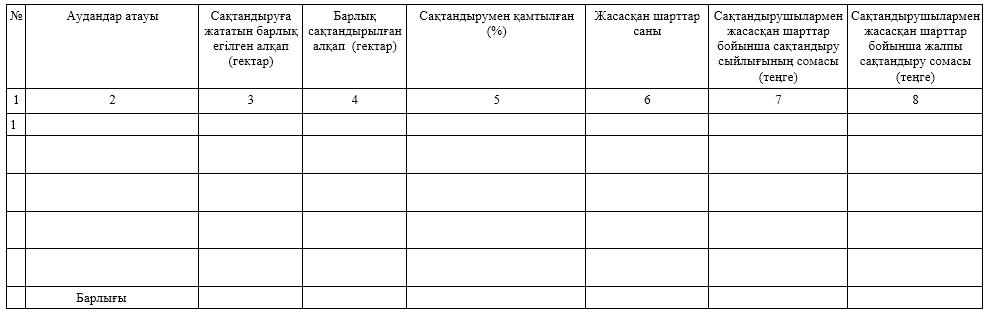 № Аудандар атауы Сақтандыруға жататын барлық егілген алқап (гектар) Барлық сақтандырылған алқап (гектар) Сақтандырумен қамтылған (%) Жасасқан шарттар саны Сақтандырушылармен жасасқан шарттар бойынша сақтандыру сыйлығының сомасы (теңге) Сақтандырушылармен жасасқан шарттар бойынша жалпы сақтандыру сомасы (теңге)
1 2 3 4 5 6 7 8
1
Барлығы